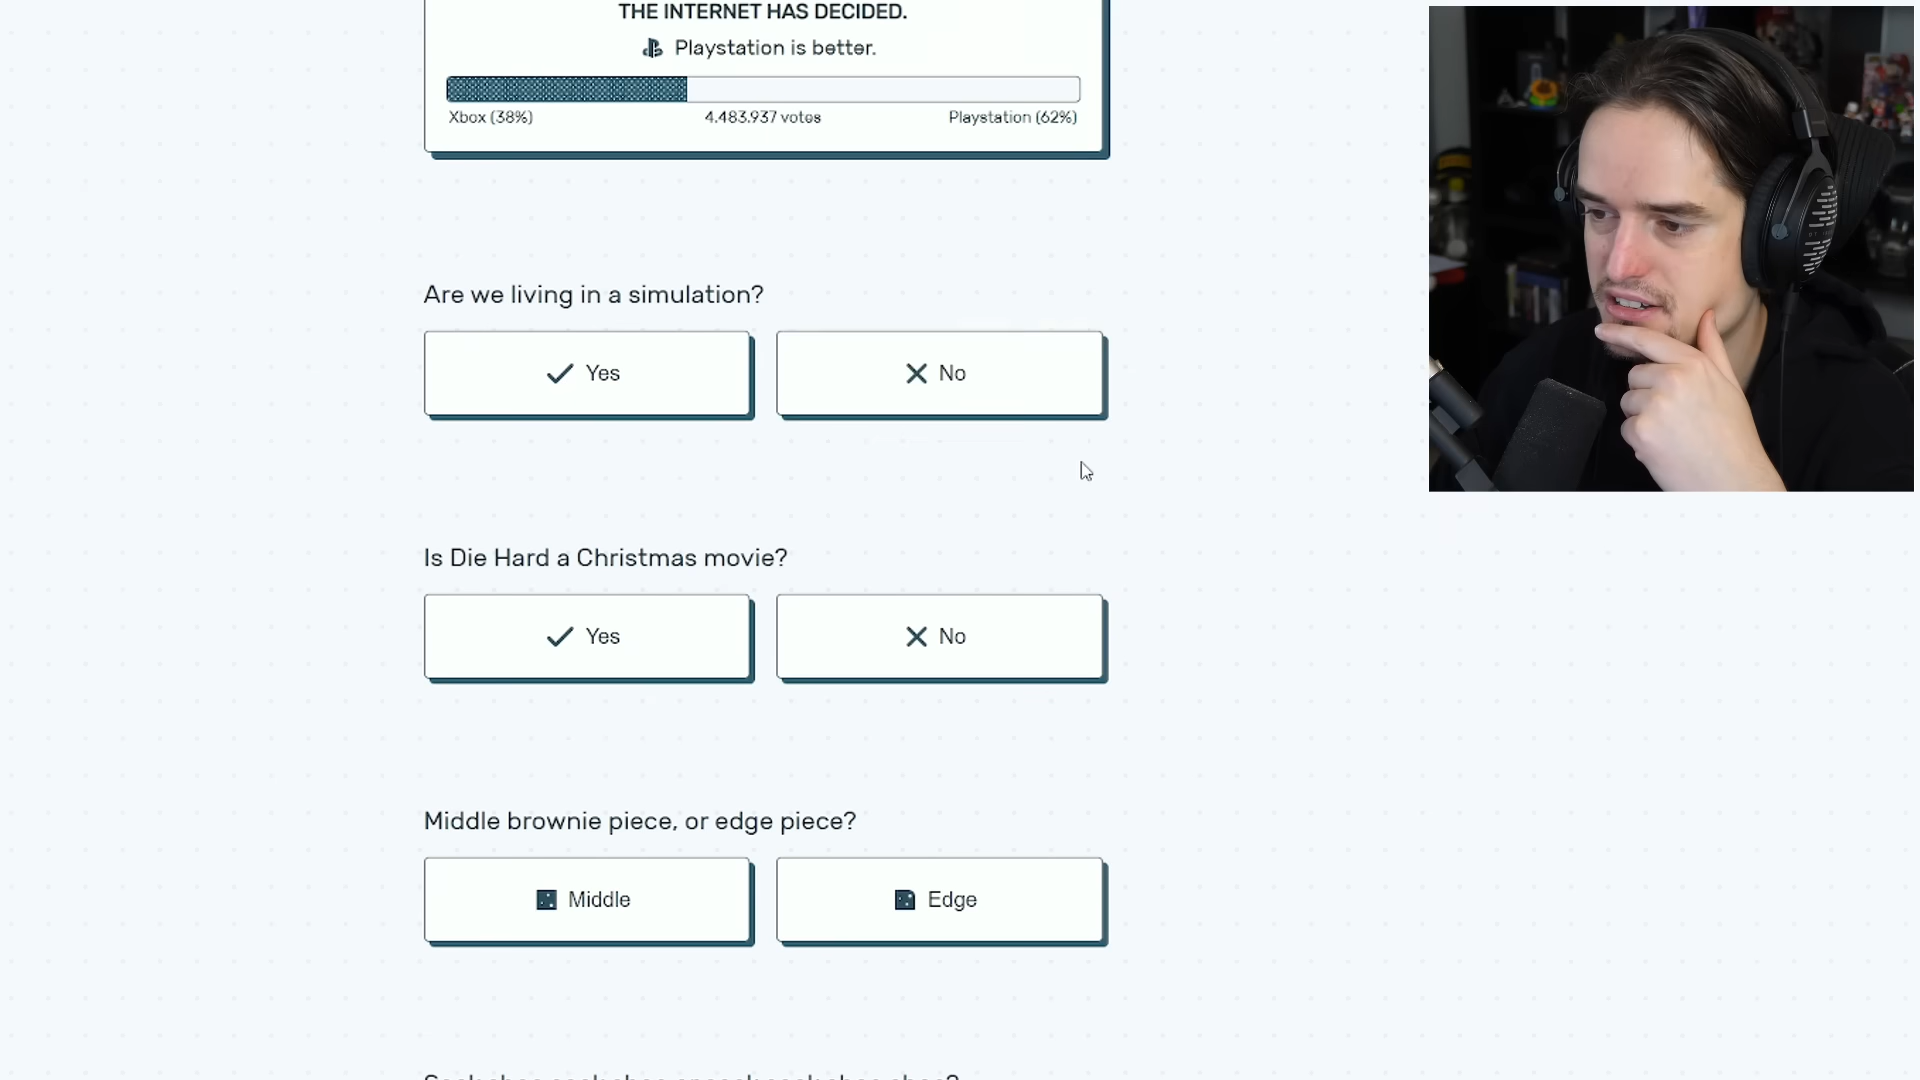 THE INTERNET HAS DECIDED.
Playstation is better.
Xbox (38%) 4.483.937 votes Playstation (62%)
Are we living in a simulation?
Yes No
Is Die Hard a Christmas movie?
Yes No
Middle brownie piece, or edge piece?
Middle Edge